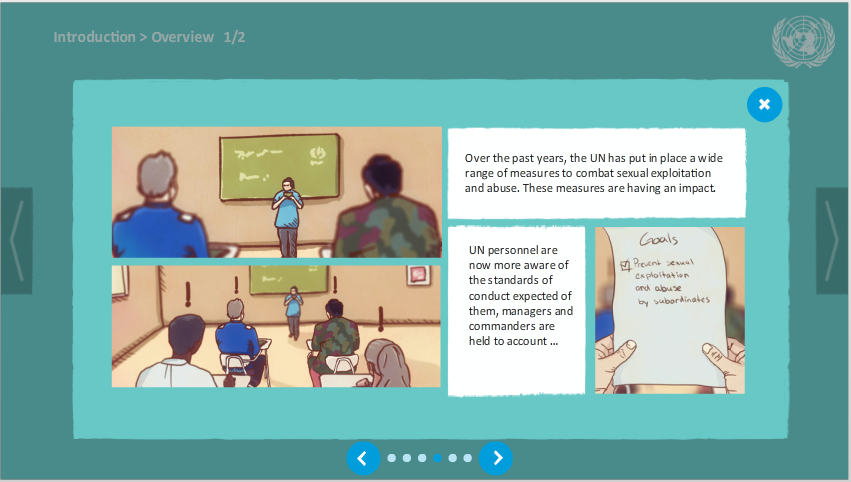 Introduction > Overview 1/2
Over the past years, the UN has put in place a wide
range of measures to combat sexual exploitation
and abuse. These measures are having an impact.
UN personnel are
now more aware of
the standards of
conduct expected of
them, managers and
commanders are
held to account ...
Goals
Prevent sexual
exploitation
and abuse
by subordinates
! ! ! !